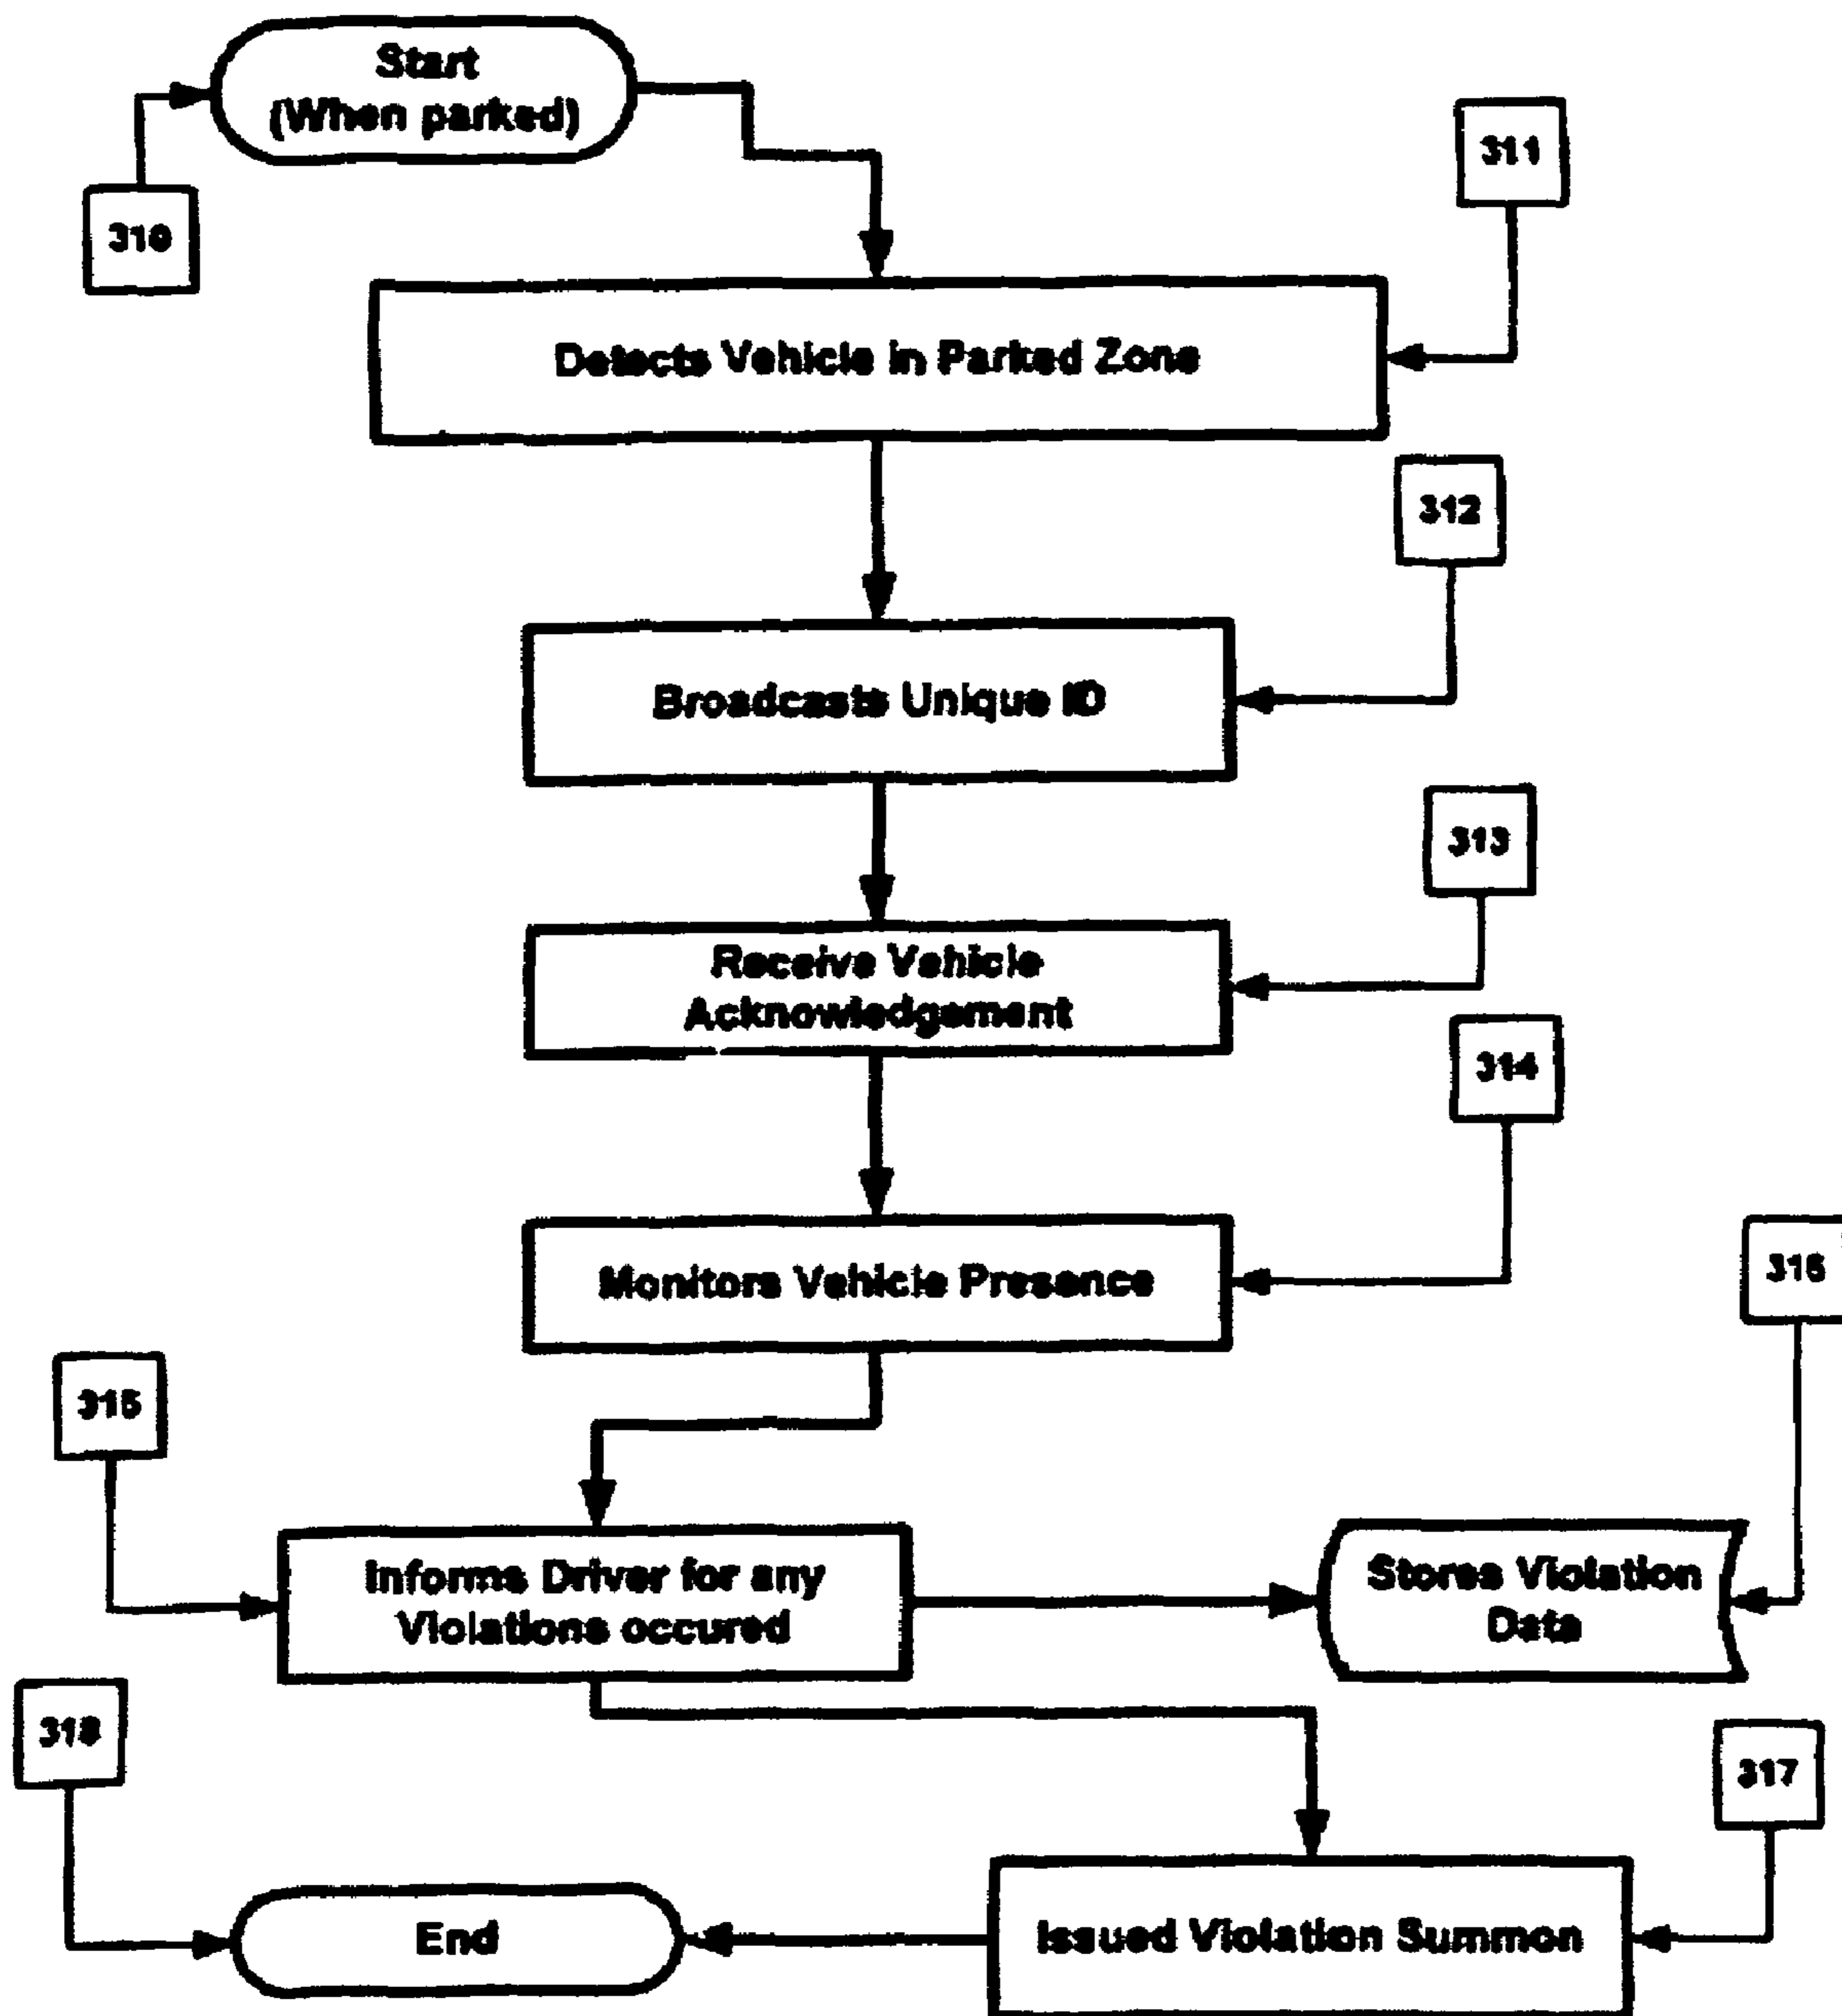 Start
(When parked)
310
311
Detects Vehicle in Parked Zone
312
Broadcasts Unique ID
313
Receive Vehicle
Acknowledgement
314
Monitors Vehicle Presence
316
315
Informs Driver for any
Violations occured
Stores Violation
Data
318
317
End
Issued Violation Summon